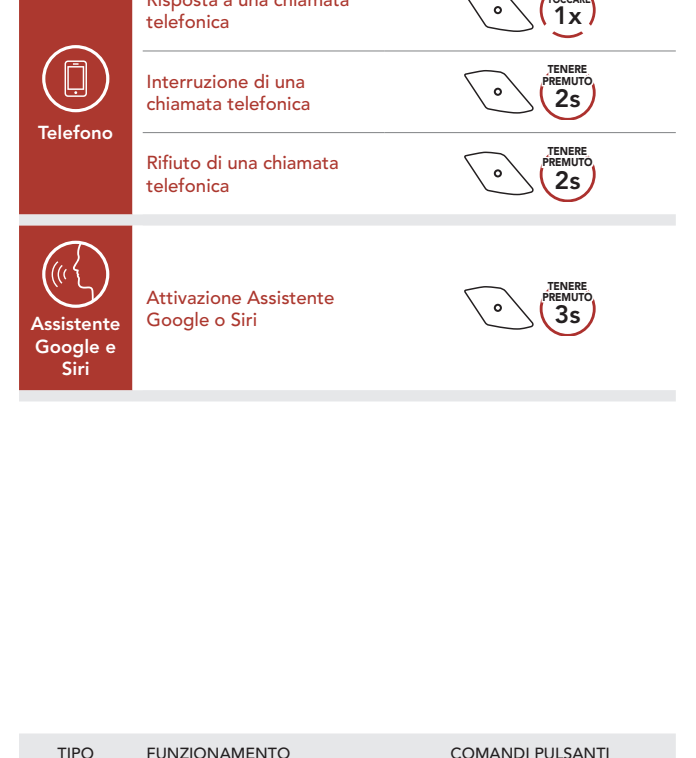 Risposta a una chiamata
telefonica
TOCCARE
1x
Telefono
Interruzione di una
chiamata telefonica
TENERE
PREMUTO
2s
Rifiuto di una chiamata
telefonica
TENERE
PREMUTO
2s
Assistente
Google e
Siri
Attivazione Assistente
Google o Siri
TENERE
PREMUTO
3s
TIPO FUNZIONAMENTO COMANDI PULSANTI